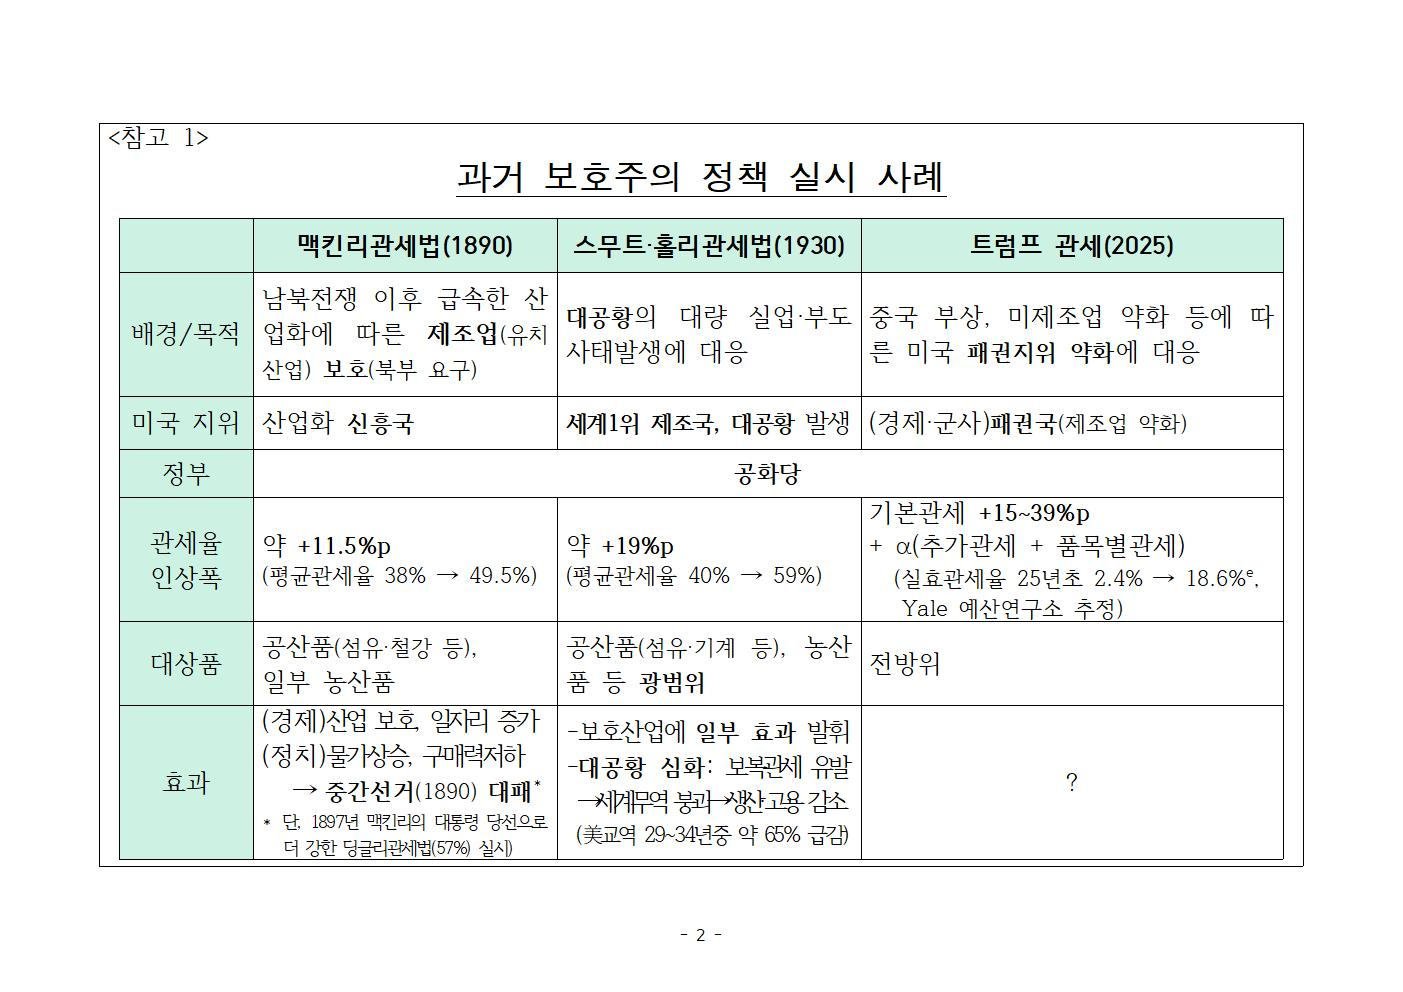 <참고 1>
과거 보호주의 정책 실시 사례
맥킨리관세법(1890) 스무트·홀리관세법(1930) 트럼프 관세(2025)
배경/목적
남북전쟁 이후 급속한 산
업화에 따른 제조업(유치
산업) 보호(북부 요구)
대공황의 대량 실업·부도
사태발생에 대응
중국 부상, 미제조업 약화 등에 따
른 미국 패권지위 약화에 대응
미국 지위
산업화 신흥국
세계1위 제조국, 대공황 발생
(경제·군사)패권국(제조업 약화)
정부
공화당
관세율
인상폭
약 +11.5%p
(평균관세율 38% → 49.5%)
약 +19%p
(평균관세율 40% → 59%)
기본관세 +15~39%p
+ α(추가관세 + 품목별관세)
(실효관세율 25년초 2.4% → 18.6%ᵉ,
Yale 예산연구소 추정)
대상품
공산품(섬유·철강 등),
일부 농산품
공산품(섬유·기계 등), 농산
품 등 광범위
전방위
효과
(경제)산업 보호, 일자리 증가
(정치)물가상승, 구매력저하
→ 중간선거(1890) 대패*
* 단, 1897년 맥킨리의 대통령 당선으로
더 강한 딩글리관세법(57%) 실시)
-보호산업에 일부 효과 발휘
-대공황 심화: 보복관세 유발
→세계무역 붕괴→생산·고용 감소
(美교역 29~34년중 약 65% 급감)
?
- 2 -